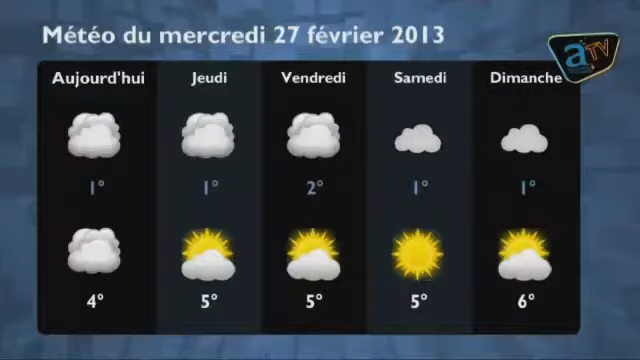 Météo du mercredi 27 février 2013
aTV
Aujourd'hui Jeudi Vendredi Samedi Dimanche
1° 1° 2° 1° 1°
4° 5° 5° 5° 6°